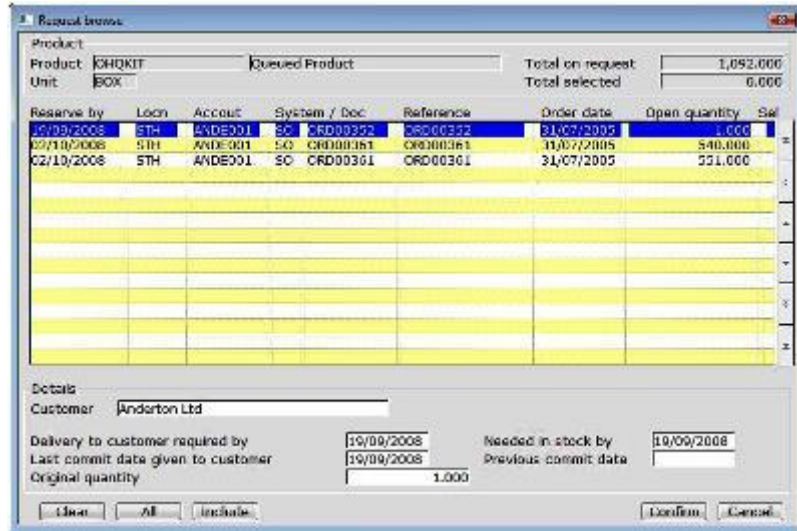 Request browse
Product
Product OHQKIT Queued Product Total on request 1,092.000
Unit BOX Total selected 0.000
Reserve by Locn Accout System / Doc Reference Order date Open quantity Sel
19/09/2008 STH ANDE001 SO ORD00352 ORD00352 31/07/2005 1.000
02/10/2008 STH ANDE001 SO ORD00361 ORD00361 31/07/2005 540.000
02/10/2008 STH ANDE001 SO ORD00361 ORD00361 31/07/2005 551.000
Details
Customer Anderton Ltd
Delivery to customer required by 19/09/2008 Needed in stock by 19/09/2008
Last commit date given to customer 19/09/2008 Previous commit date
Original quantity 1.000
Clear All Include Confirm Cancel